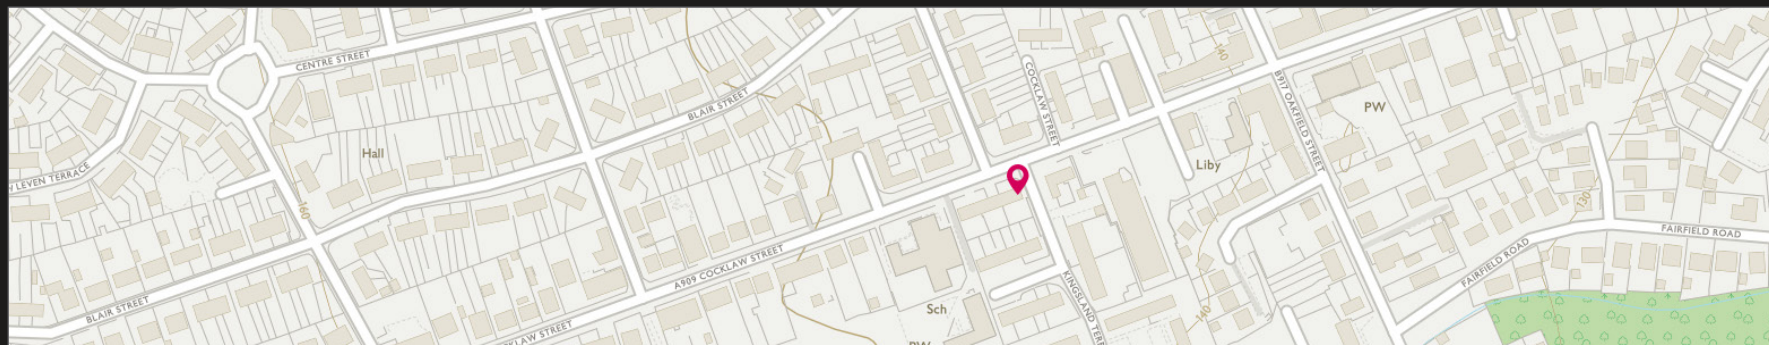 CENTRE STREET
COCKLAW STREET
140
B917 OAKFIELD STREET
BLAIR STREET
PW
Hall
Liby
LEVEN TERRACE
160
130
FAIRFIELD ROAD
A909 COCKLAW STREET
FAIRFIELD ROAD
BLAIR STREET
Sch
KINGSLAND
140
STREET